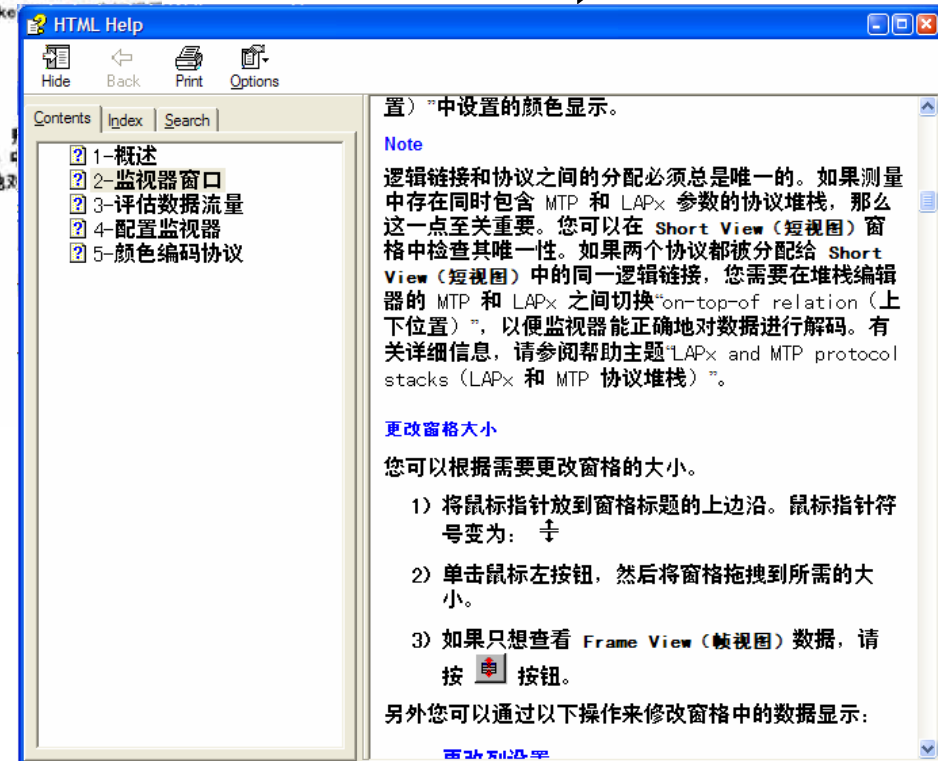 HTML Help
Hide Back Print Options
Contents Index Search
1-概述
2-监视器窗口
3-评估数据流量
4-配置监视器
5-颜色编码协议
置）”中设置的颜色显示。
Note
逻辑链接和协议之间的分配必须总是唯一的。如果测量
中存在同时包含 MTP 和 LAPx 参数的协议堆栈，那么
这一点至关重要。您可以在 Short View（短视图）窗
格中检查其唯一性。如果两个协议都被分配给 Short
View（短视图）中的同一逻辑链接，您需要在堆栈编辑
器的 MTP 和 LAPx 之间切换“on-top-of relation（上
下位置）”，以便监视器能正确地对数据进行解码。有
关详细信息，请参阅帮助主题“LAPx and MTP protocol
stacks（LAPx 和 MTP 协议堆栈）”。
更改窗格大小
您可以根据需要更改窗格的大小。
1) 将鼠标指针放到窗格标题的上边沿。鼠标指针符
号变为：
2) 单击鼠标左按钮，然后将窗格拖拽到所需的大
小。
3) 如果只想查看 Frame View（帧视图）数据，请
按 按钮。
另外您可以通过以下操作来修改窗格中的数据显示：
更改列设置